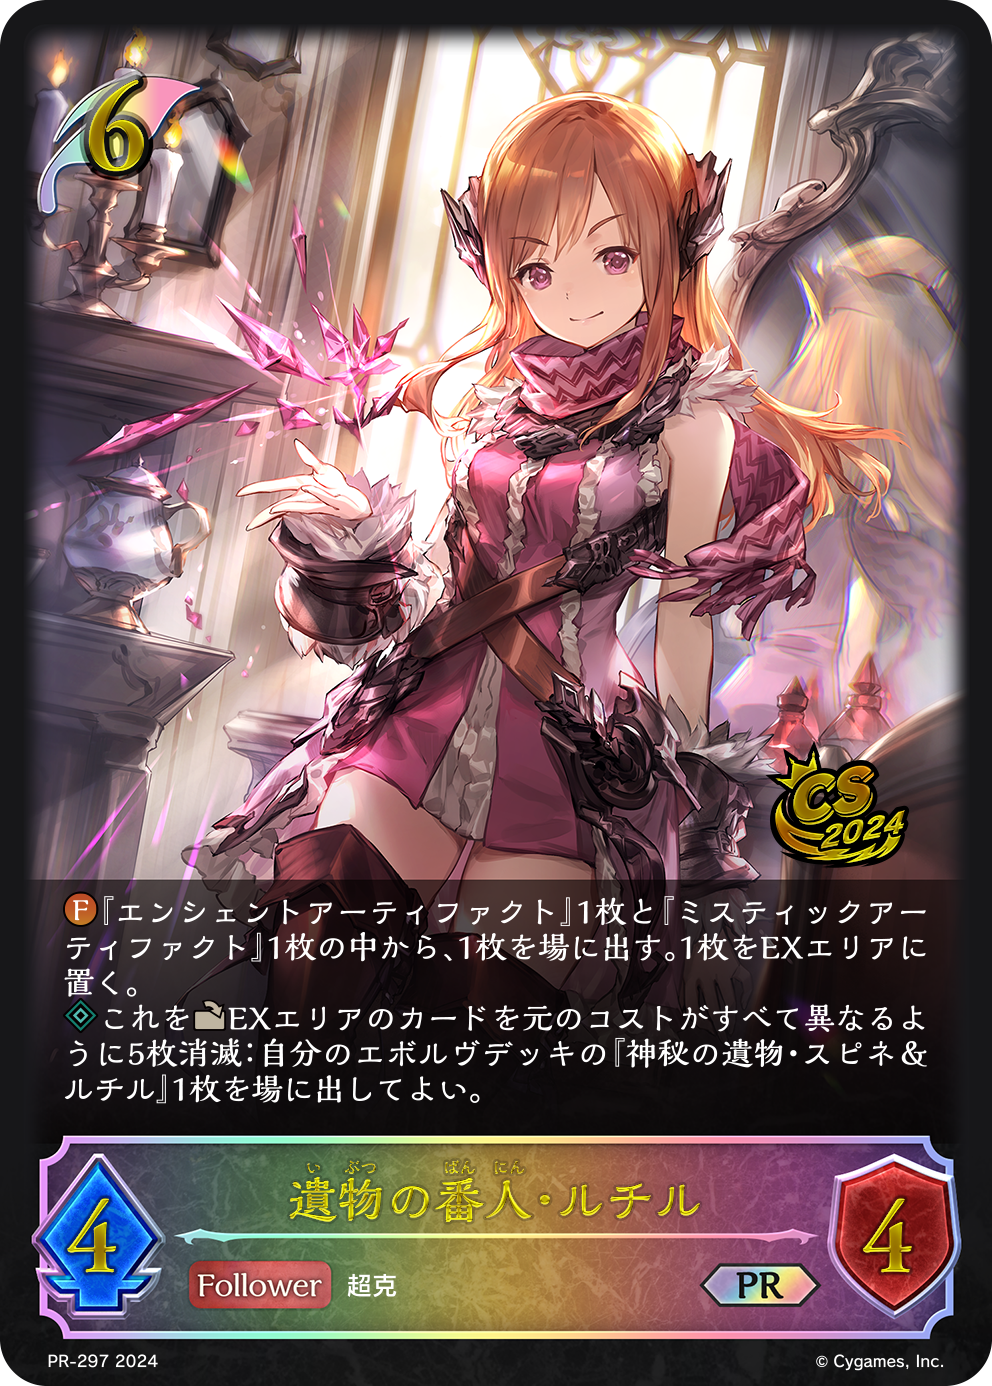 6
CS
2024
F『エンシェントアーティファクト』1枚と『ミスティックアー
ティファクト』1枚の中から、1枚を場に出す。1枚をEXエリアに
置く。
これをEXエリアのカードを元のコストがすべて異なるよ
うに5枚消滅：自分のエボルヴデッキの『神秘の遺物・スピネ＆
ルチル』1枚を場に出してよい。
いぶつ ばんにん
遺物の番人・ルチル
4
4
Follower 超克
PR
PR-297 2024
© Cygames, Inc.